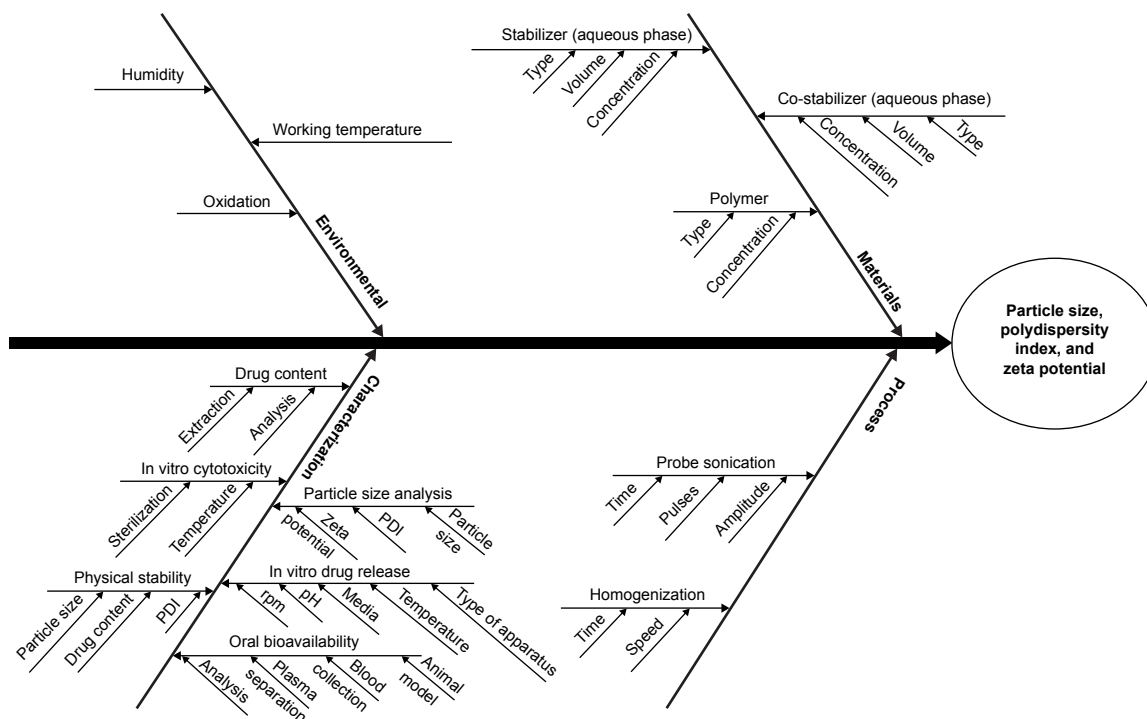 Stabilizer (aqueous phase)
Type
Volume
Concentration
Humidity
Co-stabilizer (aqueous phase)
Concentration
Volume
Type
Working temperature
Oxidation
Polymer
Type
Concentration
Environmental
Materials
Particle size,
polydispersity
index, and
zeta potential
Drug content
Extraction
Analysis
Characterization
Process
In vitro cytotoxicity
Sterilization
Temperature
Probe sonication
Time
Pulses
Amplitude
Particle size analysis
Zeta
potential
PDI
Particle
size
Physical stability
Particle size
Drug content
PDI
In vitro drug release
rpm
pH
Media
Temperature
Type of apparatus
Homogenization
Time
Speed
Oral bioavailability
Analysis
Plasma
separation
Blood
collection
Animal
model